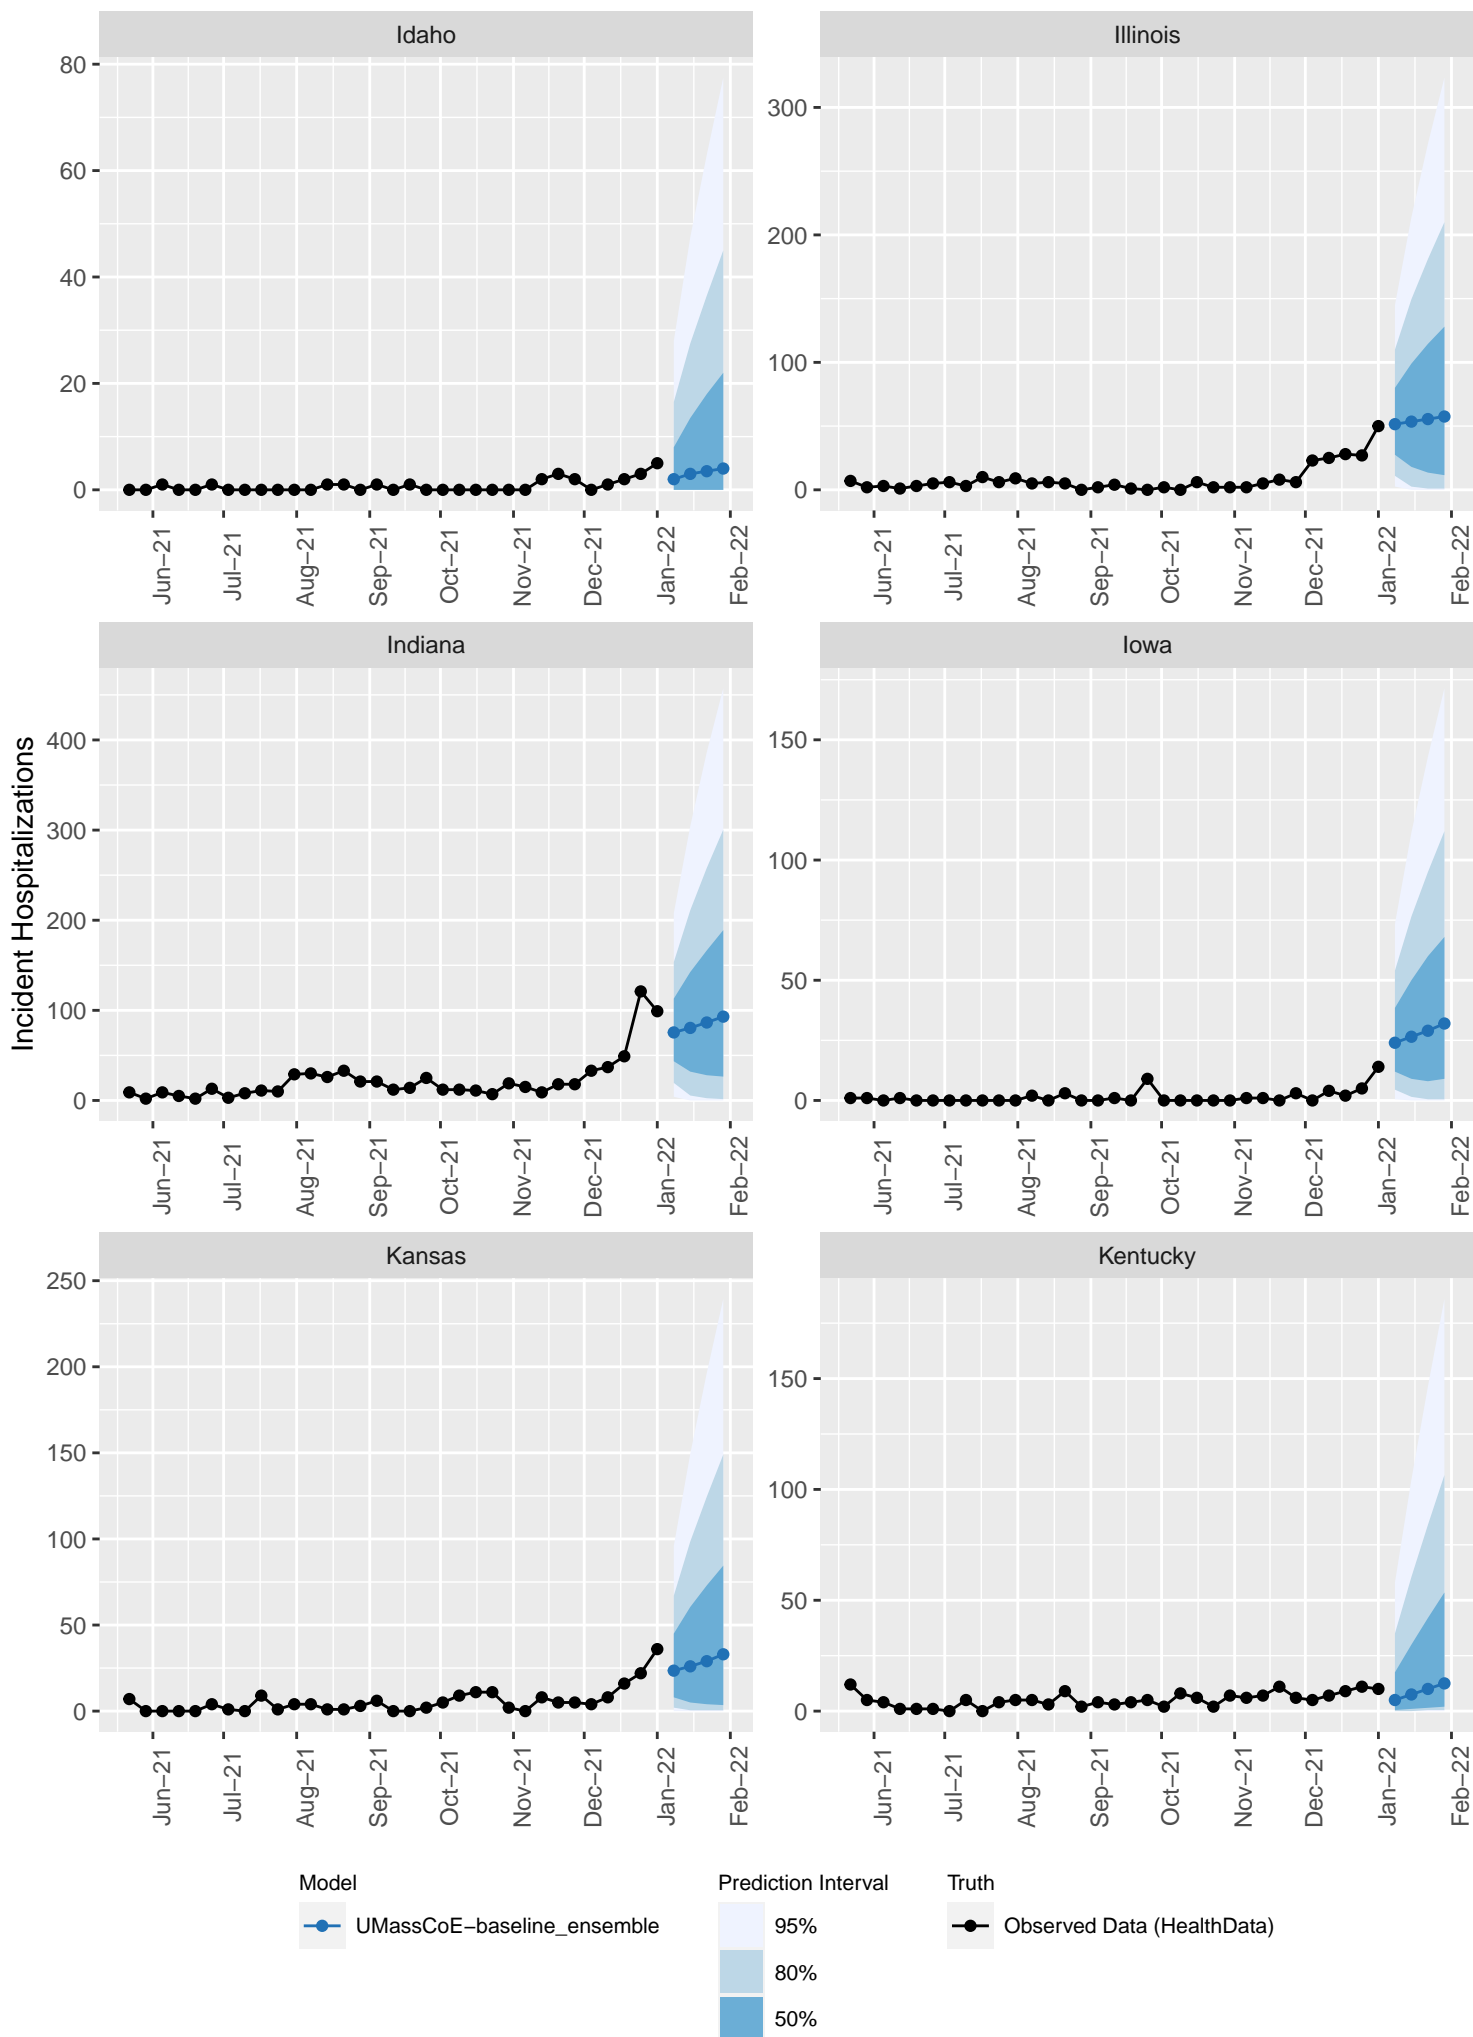 Idaho
Illinois
80
60
40
20
0
300
200
100
0
Jun−21
Jul−21
Aug−21
Sep−21
Oct−21
Nov−21
Dec−21
Jan−22
Feb−22
Jun−21
Jul−21
Aug−21
Sep−21
Oct−21
Nov−21
Dec−21
Jan−22
Feb−22
Incident Hospitalizations
Indiana
Iowa
400
300
200
100
0
150
100
50
0
Jun−21
Jul−21
Aug−21
Sep−21
Oct−21
Nov−21
Dec−21
Jan−22
Feb−22
Jun−21
Jul−21
Aug−21
Sep−21
Oct−21
Nov−21
Dec−21
Jan−22
Feb−22
Kansas
Kentucky
250
200
150
100
50
0
150
100
50
0
Jun−21
Jul−21
Aug−21
Sep−21
Oct−21
Nov−21
Dec−21
Jan−22
Feb−22
Jun−21
Jul−21
Aug−21
Sep−21
Oct−21
Nov−21
Dec−21
Jan−22
Feb−22
Model
UMassCoE−baseline_ensemble
Prediction Interval
95%
80%
50%
Truth
Observed Data (HealthData)